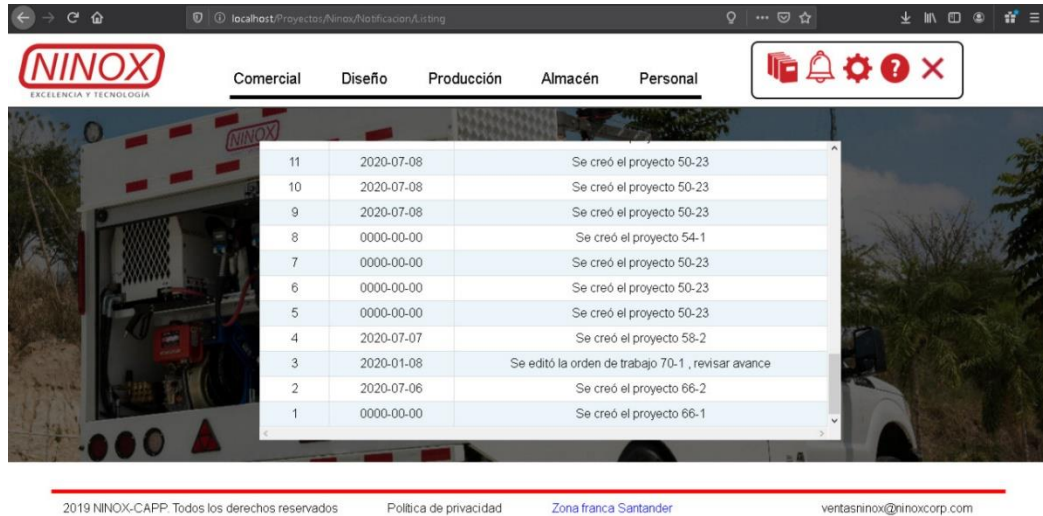 localhost/Proyectos/Ninox/Notificacion/Listing
NINOX
EXCELENCIA Y TECNOLOGÍA
Comercial Diseño Producción Almacén Personal
NINOX
11 2020-07-08 Se creó el proyecto 50-23
10 2020-07-08 Se creó el proyecto 50-23
9 2020-07-08 Se creó el proyecto 50-23
8 0000-00-00 Se creó el proyecto 54-1
7 0000-00-00 Se creó el proyecto 50-23
6 0000-00-00 Se creó el proyecto 50-23
5 0000-00-00 Se creó el proyecto 50-23
4 2020-07-07 Se creó el proyecto 58-2
3 2020-01-08 Se editó la orden de trabajo 70-1 , revisar avance
2 2020-07-06 Se creó el proyecto 66-2
1 0000-00-00 Se creó el proyecto 66-1
2019 NINOX-CAPP. Todos los derechos reservados Política de privacidad Zona franca Santander ventasninox@ninoxcorp.com